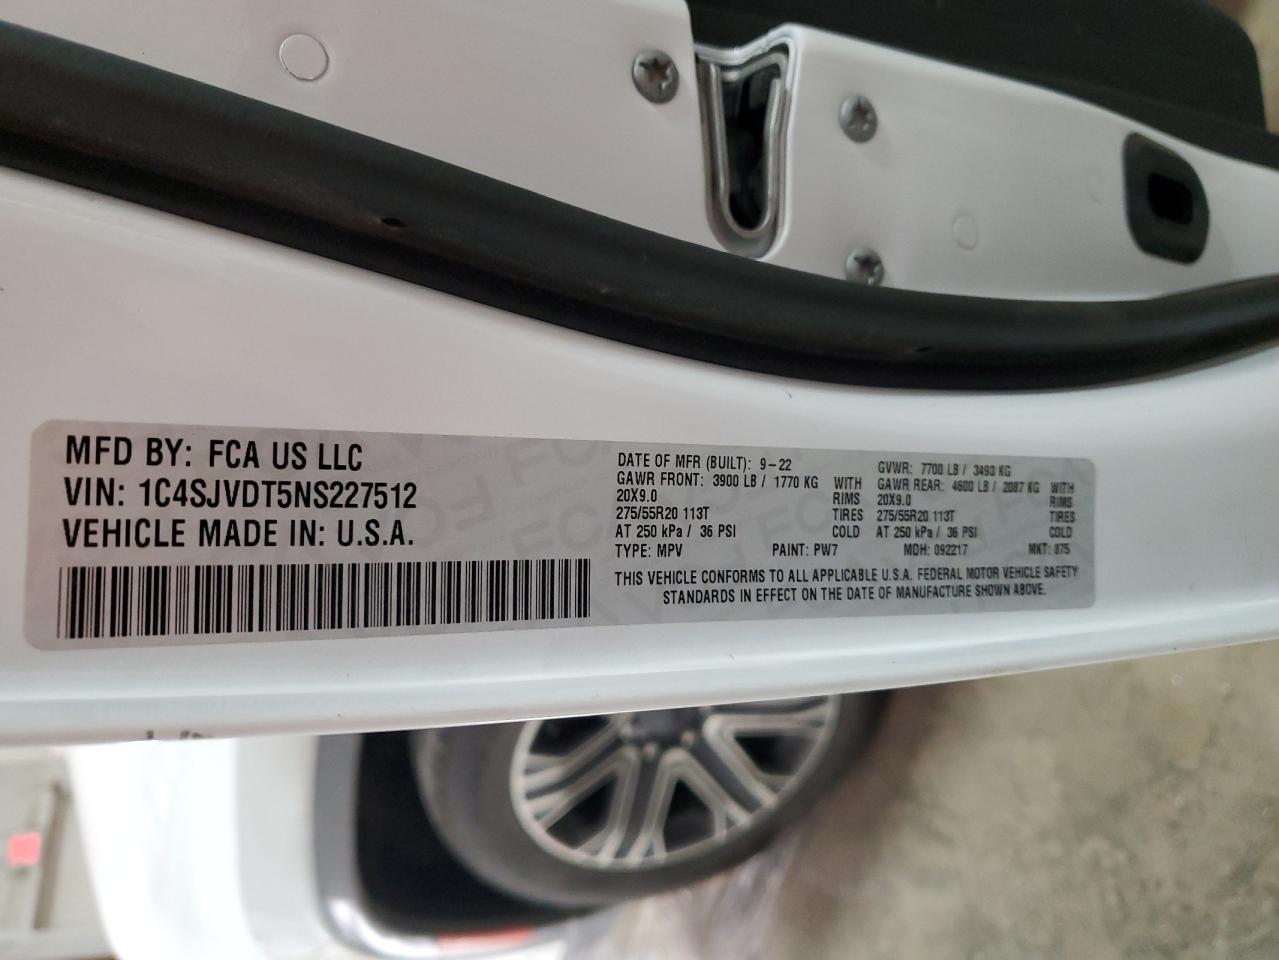 MFD BY: FCA US LLC
VIN: 1C4SJVDT5NS227512
VEHICLE MADE IN: U.S.A.
DATE OF MFR (BUILT): 9-22 GVWR: 7700 LB / 3493 KG
GAWR FRONT: 3900 LB / 1770 KG WITH GAWR REAR: 4600 LB / 2087 KG WITH
20X9.0 RIMS 20X9.0 RIMS
275/55R20 113T TIRES 275/55R20 113T TIRES
AT 250 kPa / 36 PSI COLD AT 250 kPa / 36 PSI COLD
TYPE: MPV PAINT: PW7 MDH: 092217 MKT: 875
THIS VEHICLE CONFORMS TO ALL APPLICABLE U.S.A. FEDERAL MOTOR VEHICLE SAFETY
STANDARDS IN EFFECT ON THE DATE OF MANUFACTURE SHOWN ABOVE.